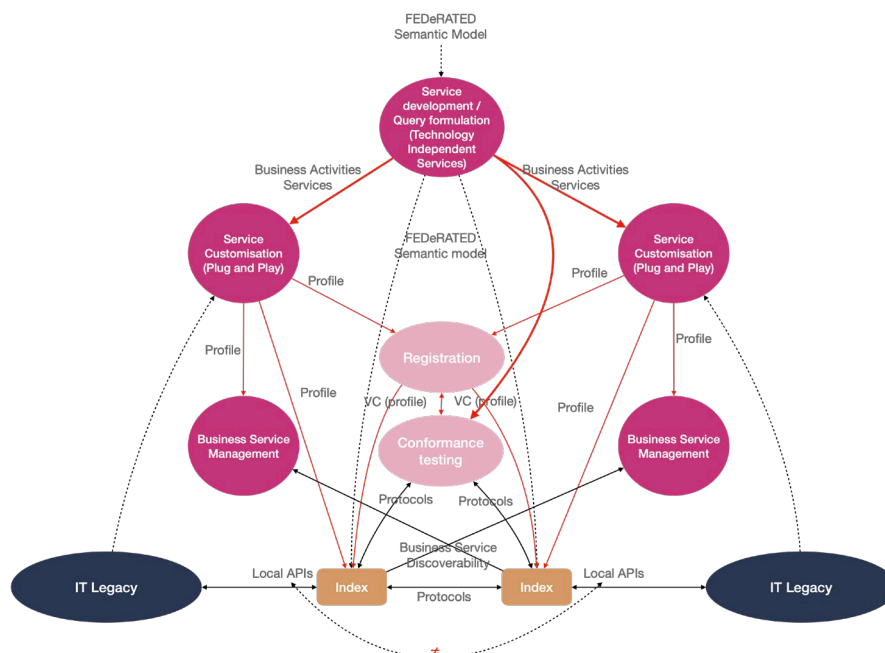 FEDeRATED
Semantic Model
Service
development /
Query formulation
(Technology
Independent
Services)
Business Activities
Services
Business Activities
Services
Service
Customisation
(Plug and Play)
FEDeRATED
Semantic model
Service
Customisation
(Plug and Play)
Profile
Profile
Registration
Profile
Profile
Profile
Profile
VC (profile)
VC (profile)
Business Service
Management
Conformance
testing
Business Service
Management
Protocols
Protocols
Business Service
Discoverability
IT Legacy
Local APIs
Index
Protocols
Index
Local APIs
IT Legacy
≠